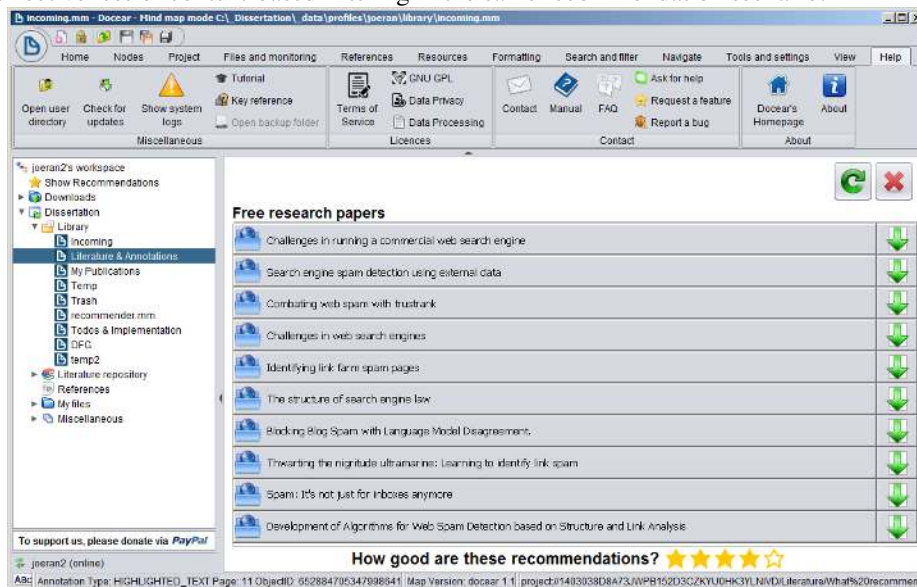 Incoming.mm - Docear - Mind map mode C:\_Dissertation\_data\profiles\joeran\library\Incoming.mm
Home Nodes Project Files and monitoring References Resources Formatting Search and filter Navigate Tools and settings View Help
Open user directory
Check for updates
Show system logs
Tutorial
Key reference
Open backup folder
Miscellaneous
Terms of Service
GNU GPL
Data Privacy
Data Processing
Licences
Contact
Manual
FAQ
Ask for help
Request a feature
Report a bug
Contact
Docear's Homepage
About
About
joeran2's workspace
Show Recommendations
Downloads
Dissertation
Library
Incoming
Literature & Annotations
My Publications
Temp
Trash
recommender.mm
Todos & Implementation
DFG
temp2
Literature repository
References
My files
Miscellaneous
To support us, please donate via PayPal
joeran2 (online)
Free research papers
Challenges in running a commercial web search engine
Search engine spam detection using external data
Combating web spam with trustrank
Challenges in web search engines
Identifying link farm spam pages
The structure of search engine law
Blocking Blog Spam with Language Model Disagreement.
Thwarting the nigritude ultramarine: Learning to identify link spam
Spam: It's not just for inboxes anymore
Development of Algorithms for Web Spam Detection based on Structure and Link Analysis
How good are these recommendations?
Annotation Type: HIGHLIGHTED_TEXT Page: 11 ObjectID: 652884705347998641 Map Version: docear 1.1